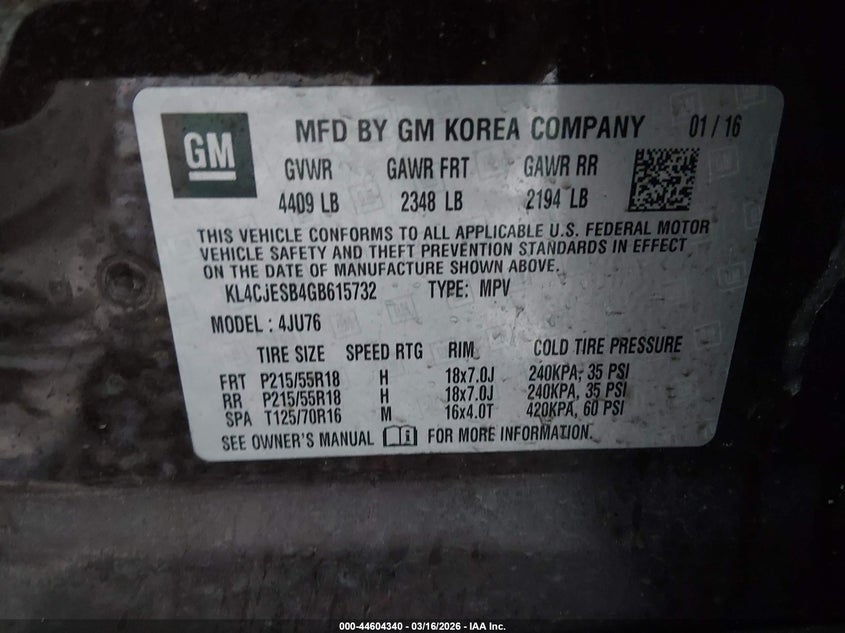 GM
MFD BY GM KOREA COMPANY 01 / 16
GVWR GAWR FRT GAWR RR
4409 LB 2348 LB 2194 LB
THIS VEHICLE CONFORMS TO ALL APPLICABLE U.S. FEDERAL MOTOR
VEHICLE SAFETY AND THEFT PREVENTION STANDARDS IN EFFECT
ON THE DATE OF MANUFACTURE SHOWN ABOVE.
KL4CJESB4GB615732 TYPE: MPV
MODEL : 4JU76
TIRE SIZE SPEED RTG RIM COLD TIRE PRESSURE
FRT P215/55R18 H 18x7.0J 240KPA, 35 PSI
RR P215/55R18 H 18x7.0J 240KPA, 35 PSI
SPA T125/70R16 M 16x4.0T 420KPA, 60 PSI
SEE OWNER'S MANUAL FOR MORE INFORMATION.
000-44604340 - 03/16/2026 - IAA Inc.